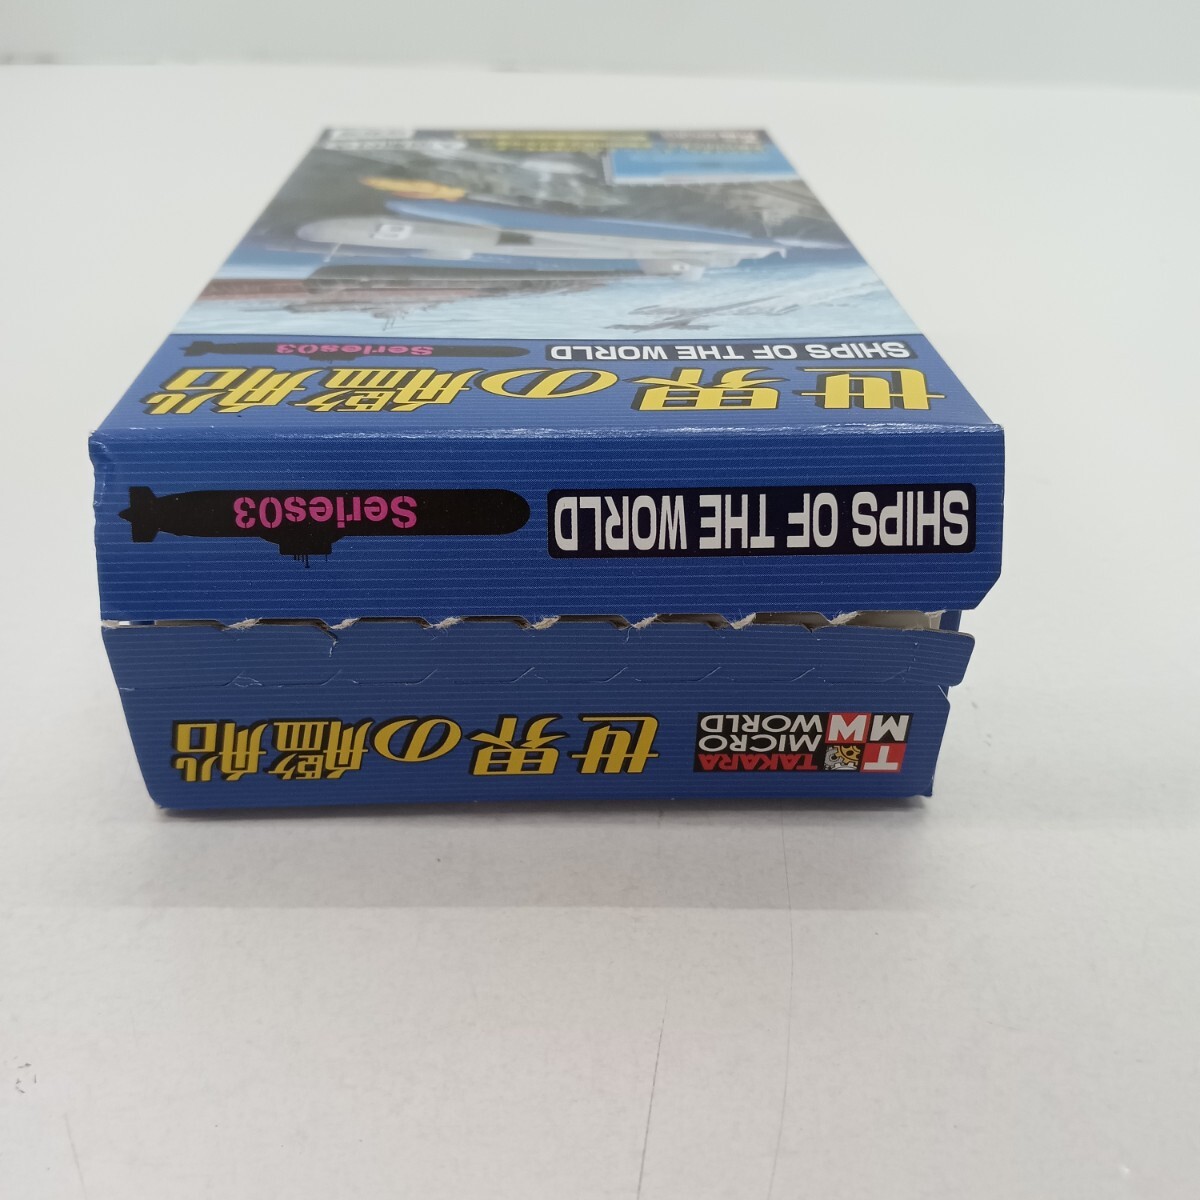 世界の艦船
SHIPS OF THE WORLD
Series03
SHIPS OF THE WORLD
Series03
TMW
TAKARA
MICRO
WORLD
世界の艦船